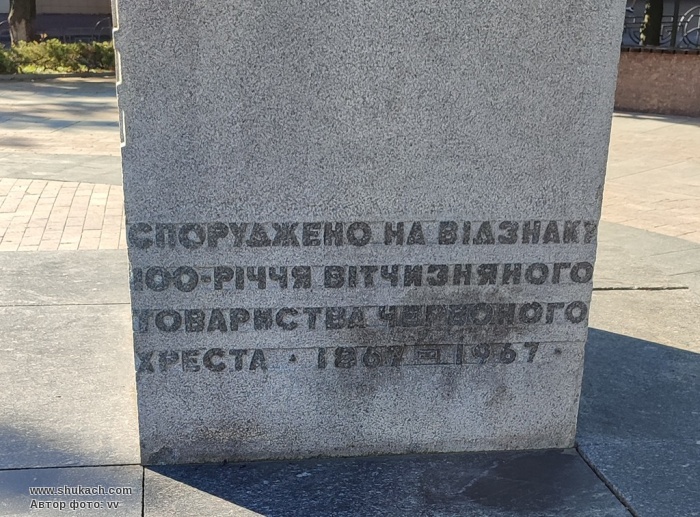 СПОРУДЖЕНО НА ВІДЗНАКУ
100-РІЧЧЯ ВІТЧИЗНЯНОГО
ТОВАРИСТВА ЧЕРВОНОГО
ХРЕСТА · 1867 – 1967 ·
www.shukach.com
Автор фото: vv